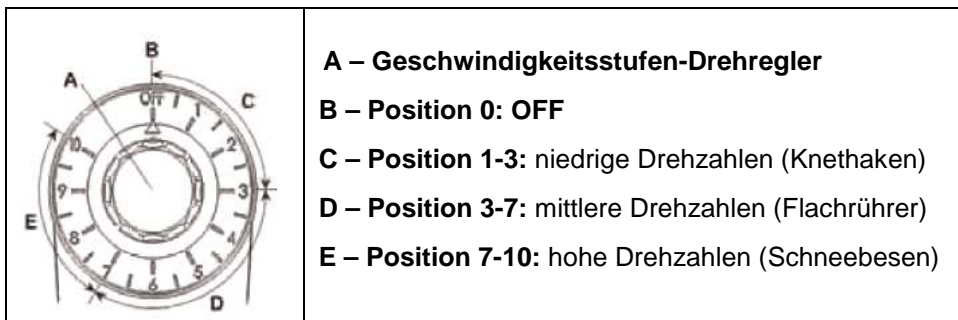 B
A
C
OFF
1
2
3
4
5
6
7
8
9
10
E
D
A – Geschwindigkeitsstufen-Drehregler
B – Position 0: OFF
C – Position 1-3: niedrige Drehzahlen (Knethaken)
D – Position 3-7: mittlere Drehzahlen (Flachrührer)
E – Position 7-10: hohe Drehzahlen (Schneebesen)